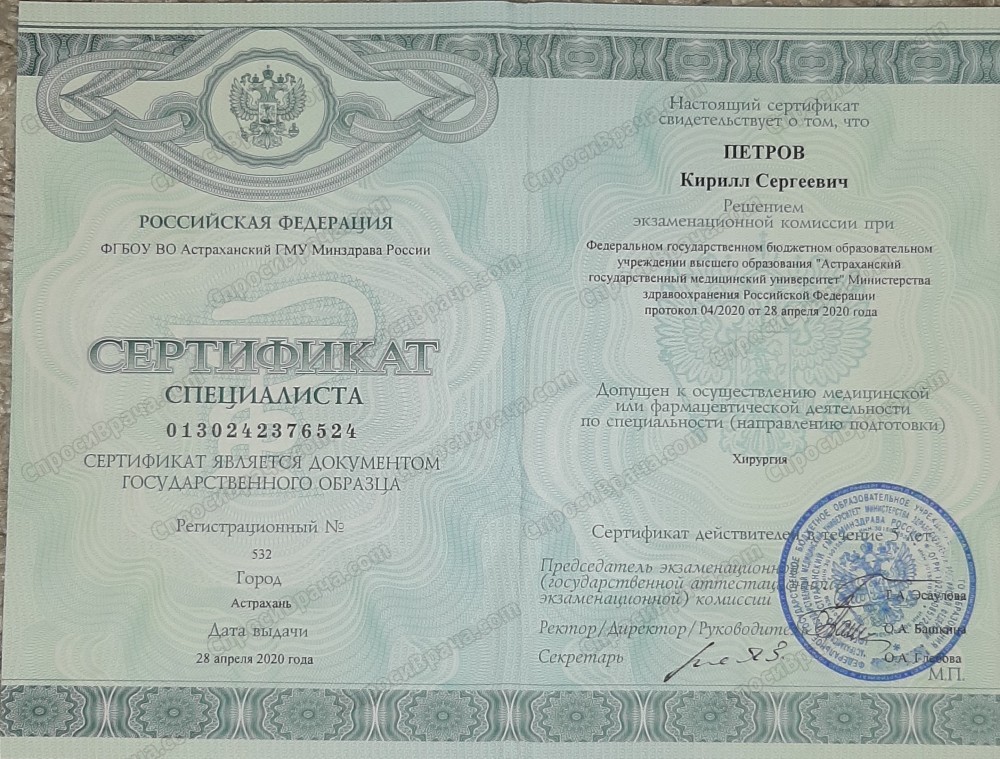 РОССИЙСКАЯ ФЕДЕРАЦИЯ
ФГБОУ ВО Астраханский ГМУ Минздрава России
СЕРТИФИКАТ
СПЕЦИАЛИСТА
0130242376524
СЕРТИФИКАТ ЯВЛЯЕТСЯ ДОКУМЕНТОМ
ГОСУДАРСТВЕННОГО ОБРАЗЦА
Регистрационный №
532
Город
Астрахань
Дата выдачи
28 апреля 2020 года
Настоящий сертификат
свидетельствует о том, что
ПЕТРОВ
Кирилл Сергеевич
Решением
экзаменационной комиссии при
Федеральном государственном бюджетном образовательном
учреждении высшего образования "Астраханский
государственный медицинский университет" Министерства
здравоохранения Российской Федерации
протокол 04/2020 от 28 апреля 2020 года
Допущен к осуществлению медицинской
или фармацевтической деятельности
по специальности (направлению подготовки)
Хирургия
Сертификат действителен в течение 5 лет
Председатель экзаменационной
(государственной аттестационной
экзаменационной) комиссии
Т.А. Эсаулова
Ректор/Директор/Руководитель
О.А. Башкина
Секретарь
О.А. Глебова
М.П.
СпросиВрача.com